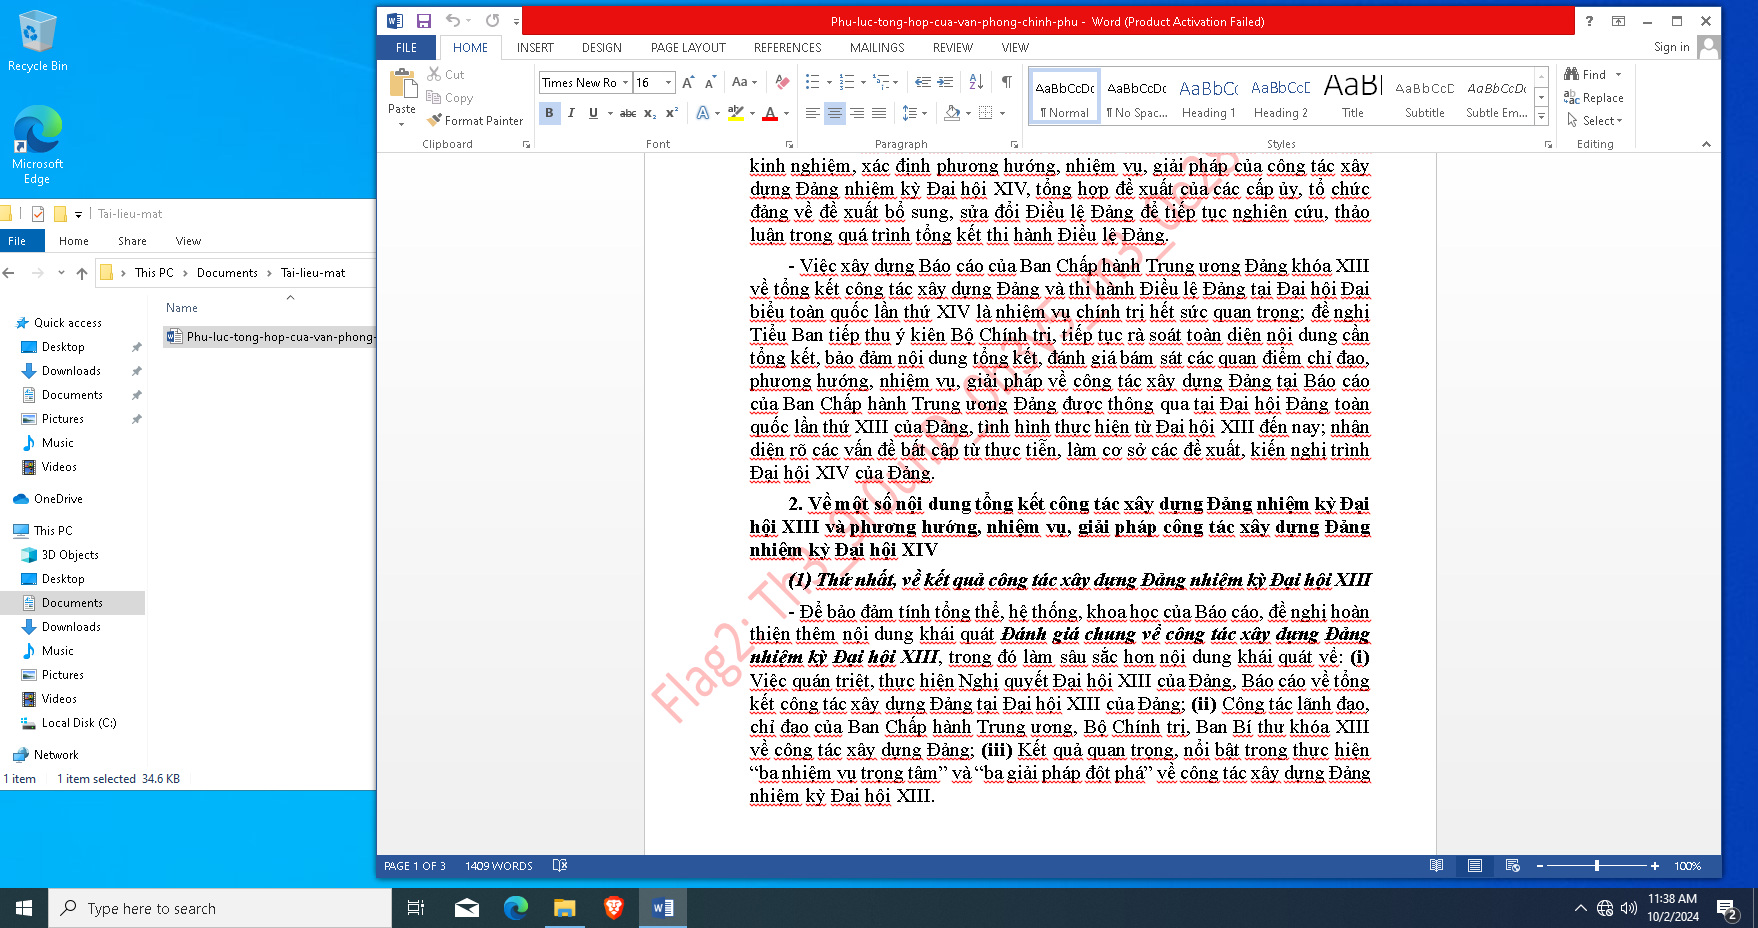 Recycle Bin
Microsoft
Edge
Tai-lieu-mat
File Home Share View
This PC Documents Tai-lieu-mat
Name
Quick access
Desktop
Downloads
Documents
Pictures
Music
Videos
OneDrive
This PC
3D Objects
Desktop
Documents
Downloads
Music
Pictures
Videos
Local Disk (C:)
Network
Phu-luc-tong-hop-cua-van-phong-
1 item 1 item selected 34.6 KB
Phu-luc-tong-hop-cua-van-phong-chinh-phu - Word (Product Activation Failed)
FILE HOME INSERT DESIGN PAGE LAYOUT REFERENCES MAILINGS REVIEW VIEW Sign in
Paste
Cut
Copy
Format Painter
Clipboard
Times New Ro 16
Font
Paragraph
AaBbCcDc AaBbCcDc AaBbCc AaBbCcD AaBl AaBbCcD AaBbCcDc
¶ Normal ¶ No Spac... Heading 1 Heading 2 Title Subtitle Subtle Em...
Styles
Find
Replace
Select
Editing
kinh nghiệm, xác định phương hướng, nhiệm vụ, giải pháp của công tác xây
dựng Đảng nhiệm kỳ Đại hội XIV, tổng hợp đề xuất của các cấp ủy, tổ chức
đảng về đề xuất bổ sung, sửa đổi Điều lệ Đảng để tiếp tục nghiên cứu, thảo
luận trong quá trình tổng kết thi hành Điều lệ Đảng.
- Việc xây dựng Báo cáo của Ban Chấp hành Trung ương Đảng khóa XIII
về tổng kết công tác xây dựng Đảng và thi hành Điều lệ Đảng tại Đại hội Đại
biểu toàn quốc lần thứ XIV là nhiệm vụ chính trị hết sức quan trọng; đề nghị
Tiểu Ban tiếp thu ý kiên Bộ Chính trị, tiếp tục rà soát toàn diện nội dung cần
tổng kết, bảo đảm nội dung tổng kết, đánh giá bám sát các quan điểm chỉ đạo,
phương hướng, nhiệm vụ, giải pháp về công tác xây dựng Đảng tại Báo cáo
của Ban Chấp hành Trung ương Đảng được thông qua tại Đại hội Đảng toàn
quốc lần thứ XIII của Đảng, tình hình thực hiện từ Đại hội XIII đến nay; nhận
diện rõ các vấn đề bất cập từ thực tiễn, làm cơ sở các đề xuất, kiến nghị trình
Đại hội XIV của Đảng.
2. Về một số nội dung tổng kết công tác xây dựng Đảng nhiệm kỳ Đại
hội XIII và phương hướng, nhiệm vụ, giải pháp công tác xây dựng Đảng
nhiệm kỳ Đại hội XIV
(1) Thứ nhất, về kết quả công tác xây dựng Đảng nhiệm kỳ Đại hội XIII
- Để bảo đảm tính tổng thể, hệ thống, khoa học của Báo cáo, đề nghị hoàn
thiện thêm nội dung khái quát Đánh giá chung về công tác xây dựng Đảng
nhiệm kỳ Đại hội XIII, trong đó làm sâu sắc hơn nội dung khái quát về: (i)
Việc quán triệt, thực hiện Nghị quyết Đại hội XIII của Đảng, Báo cáo về tổng
kết công tác xây dựng Đảng tại Đại hội XIII của Đảng; (ii) Công tác lãnh đạo,
chỉ đạo của Ban Chấp hành Trung ương, Bộ Chính trị, Ban Bí thư khóa XIII
về công tác xây dựng Đảng; (iii) Kết quả quan trọng, nổi bật trong thực hiện
“ba nhiệm vụ trọng tâm” và “ba giải pháp đột phá” về công tác xây dựng Đảng
nhiệm kỳ Đại hội XIII.
Flag2:
PAGE 1 OF 3 1409 WORDS 100%
Type here to search
11:38 AM
10/2/2024
2